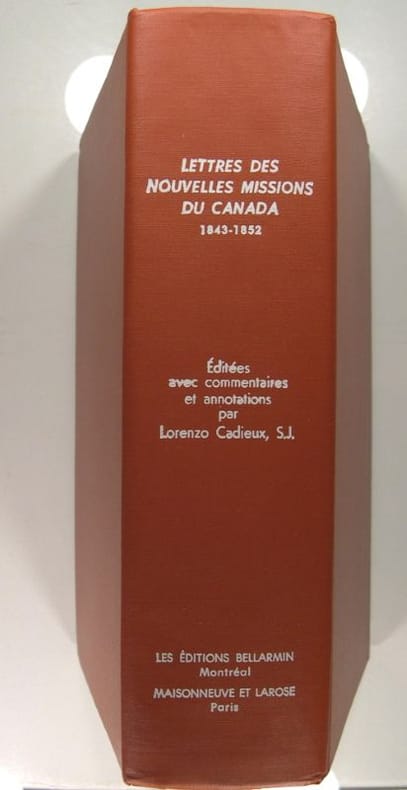 LETTRES DES
NOUVELLES MISSIONS
DU CANADA
1843-1852
Éditées
avec commentaires
et annotations
par
Lorenzo Cadieux, S.J.
LES ÉDITIONS BELLARMIN
Montréal
MAISONNEUVE ET LAROSE
Paris